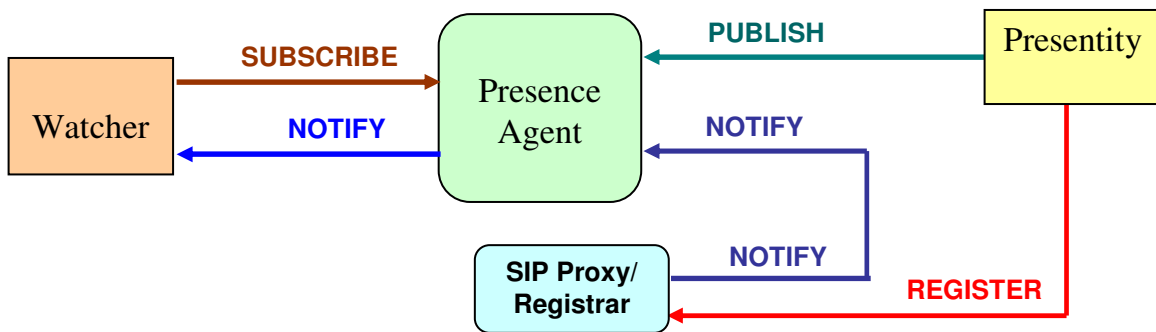 PUBLISH
Presentity
SUBSCRIBE
Presence
Agent
Watcher
NOTIFY
NOTIFY
SIP Proxy/
Registrar
NOTIFY
REGISTER